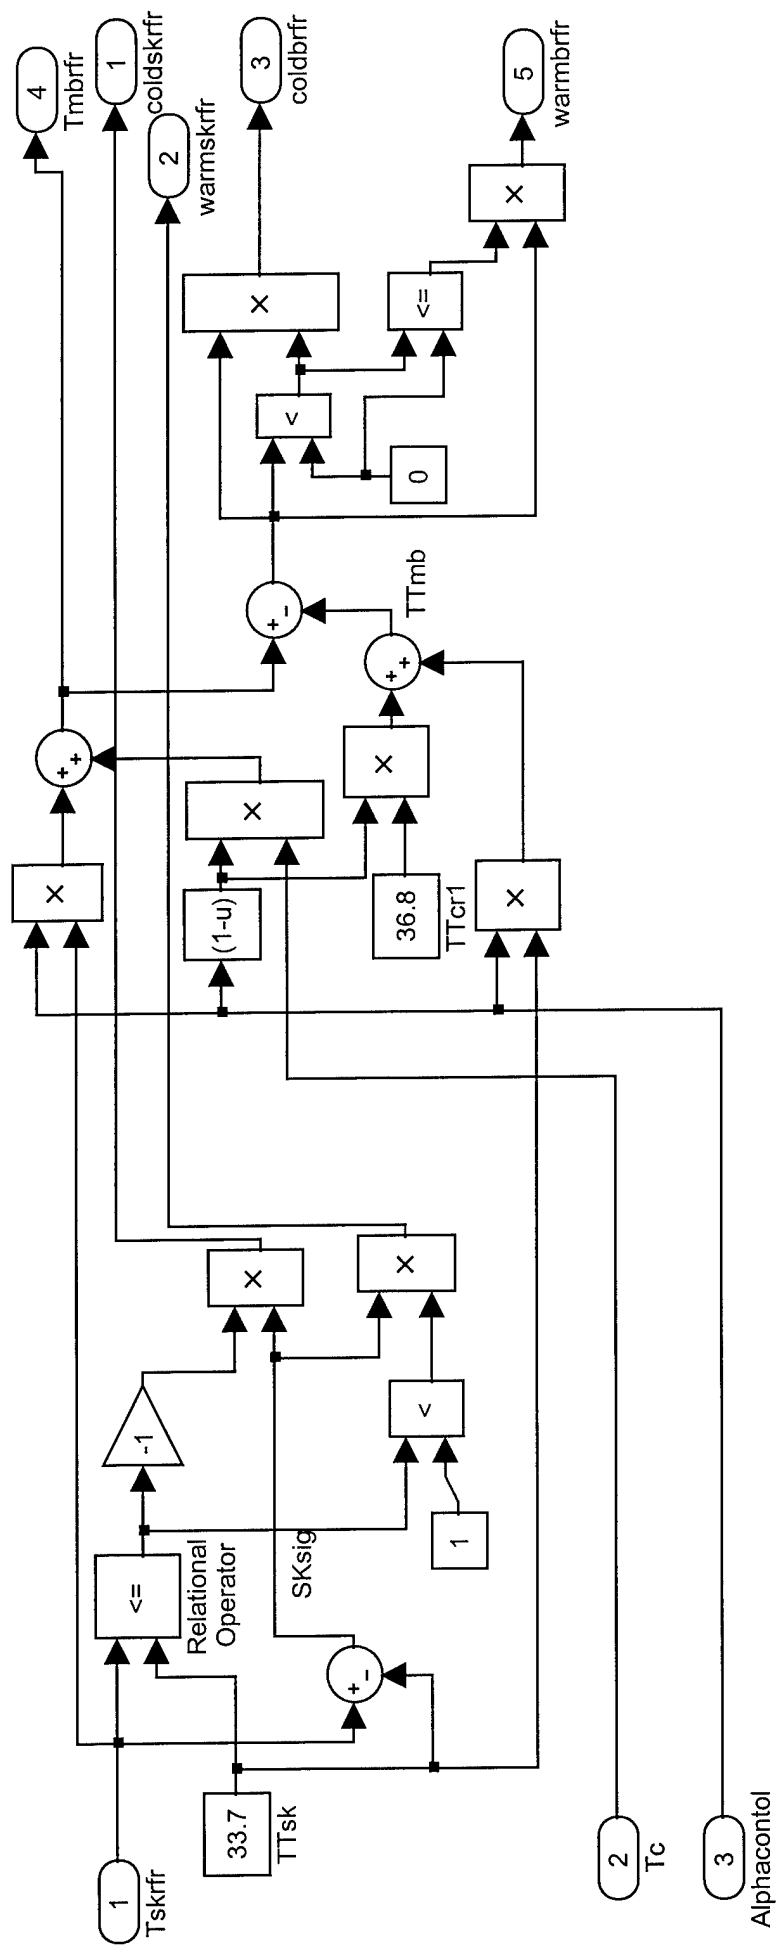 1
Tskrfr
33.7
TTsk
2
Tc
3
Alphacontol
<=
Relational
Operator
+
-
SKsig
1
-1
<
×
×
×
(1-u)
36.8
TTcr1
×
×
×
+
+
+
+
TTmb
+
-
0
<
×
<=
×
4
Tmbrfr
1
coldskrfr
2
warmskrfr
3
coldbrfr
5
warmbrfr